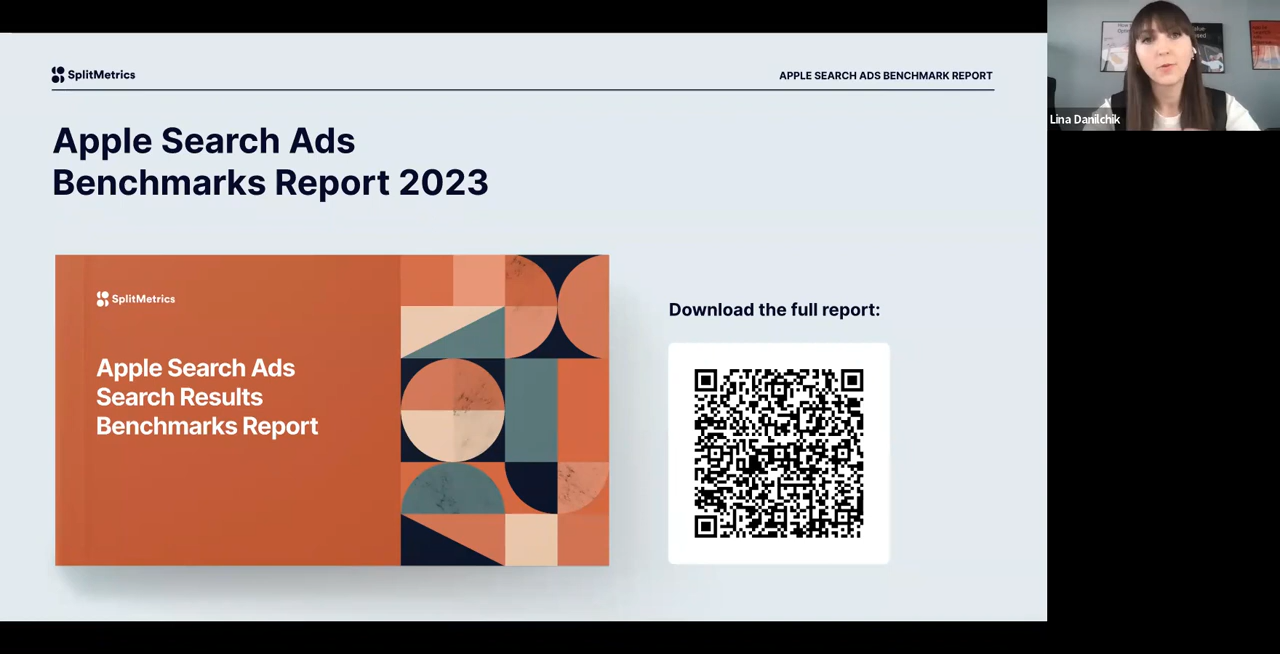 SplitMetrics
APPLE SEARCH ADS BENCHMARK REPORT
Apple Search Ads
Benchmarks Report 2023
SplitMetrics
Apple Search Ads
Search Results
Benchmarks Report
Download the full report:
Lina Danilchik